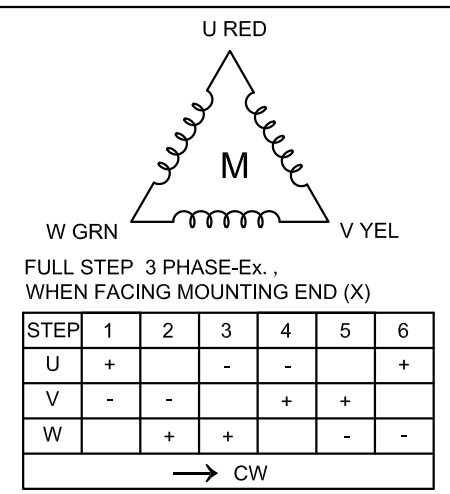 U RED
M
W GRN
V YEL
FULL STEP 3 PHASE-Ex. ,
WHEN FACING MOUNTING END (X)
STEP 1 2 3 4 5 6
U + - - +
V - - + +
W + + - -
→ CW